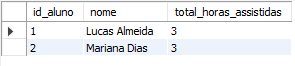 id_aluno nome total_horas_assistidas
1 Lucas Almeida 3
2 Mariana Dias 3